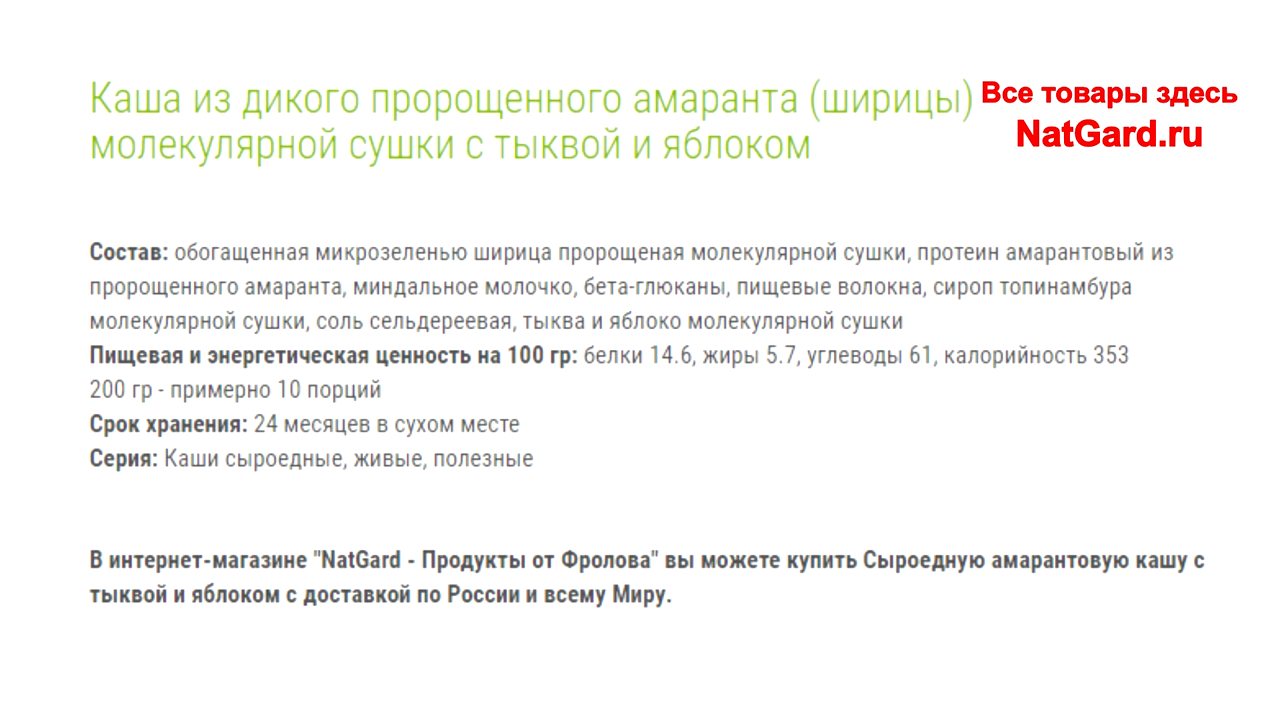 Каша из дикого пророщенного амаранта (ширицы)
молекулярной сушки с тыквой и яблоком
Все товары здесь
NatGard.ru
Состав: обогащенная микрозеленью ширица пророщеная молекулярной сушки, протеин амарантовый из
пророщенного амаранта, миндальное молочко, бета-глюканы, пищевые волокна, сироп топинамбура
молекулярной сушки, соль сельдереевая, тыква и яблоко молекулярной сушки
Пищевая и энергетическая ценность на 100 гр: белки 14.6, жиры 5.7, углеводы 61, калорийность 353
200 гр - примерно 10 порций
Срок хранения: 24 месяцев в сухом месте
Серия: Каши сыроедные, живые, полезные
В интернет-магазине "NatGard - Продукты от Фролова" вы можете купить Сыроедную амарантовую кашу с
тыквой и яблоком с доставкой по России и всему Миру.